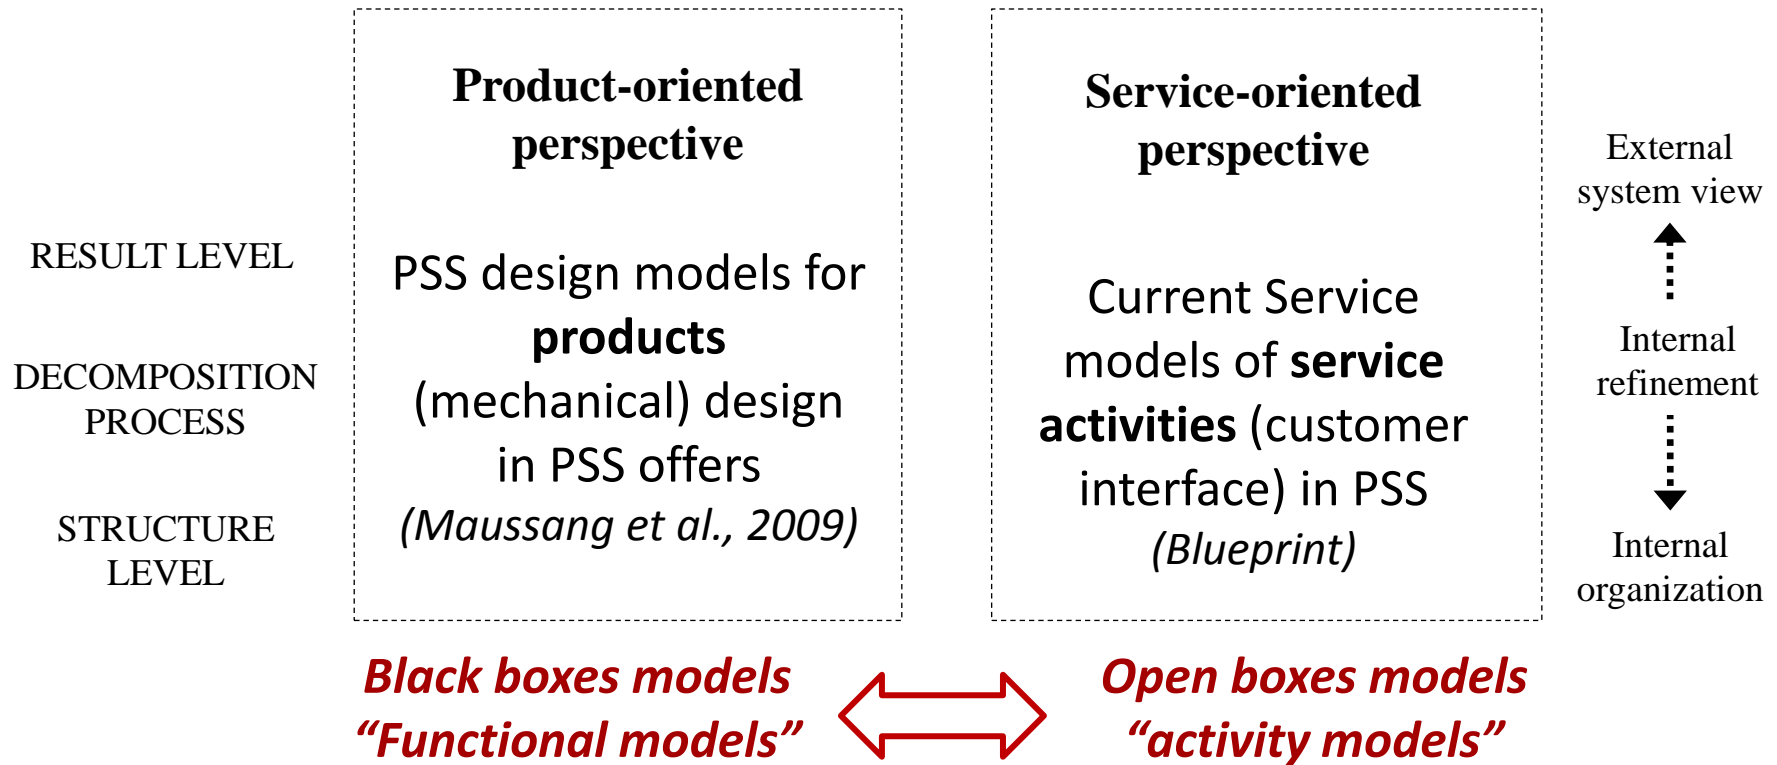 Product-oriented
perspective
Service-oriented
perspective
RESULT LEVEL
DECOMPOSITION
PROCESS
STRUCTURE
LEVEL
PSS design models for
products
(mechanical) design
in PSS offers
(Maussang et al., 2009)
Current Service
models of service
activities (customer
interface) in PSS
(Blueprint)
External
system view
Internal
refinement
Internal
organization
Black boxes models
“Functional models”
Open boxes models
“activity models”